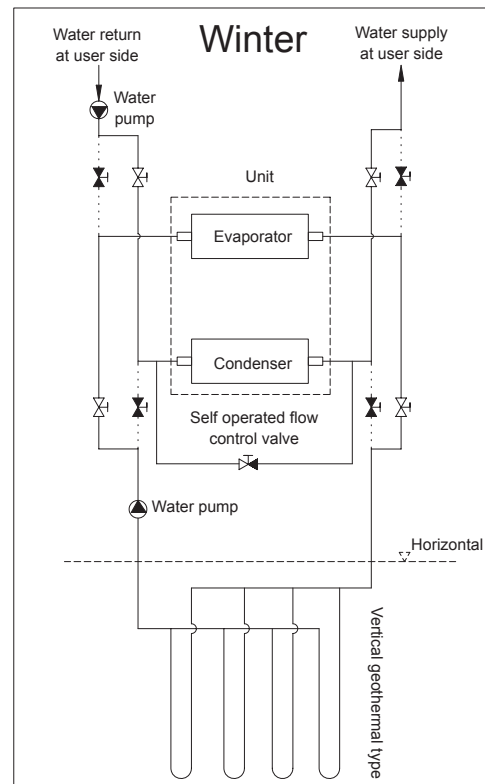 Winter
Water return
at user side
Water supply
at user side
Water
pump
Unit
Evaporator
Condenser
Self operated flow
control valve
Water pump
Horizontal
Vertical geothermal type